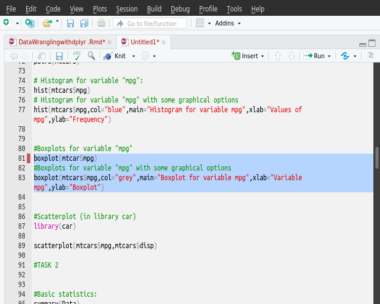 File Edit Code View Plots Session Build Debug Profile Tools Help
Go to file/function Addins
DataWranglingwithdplyr .Rmd* Untitled1*
Knit Insert Run
72
73
74 # Histogram for variable "mpg":
75 hist(mtcars$mpg)
76 # Histogram for variable "mpg" with some graphical options
77 hist(mtcars$mpg,col="blue",main="Histogram for variable mpg",xlab="Values of
mpg",ylab="Frequency")
78
79
80 #Boxplots for variable "mpg"
81 boxplot(mtcar$mpg)
82 #Boxplots for variable "mpg" with some graphical options
83 boxplot(mtcars$mpg,col="grey",main="Boxplot for variable mpg",xlab="Variable
mpg",ylab="Boxplot")
84
85
86 #Scatterplot (in library car)
87 library(car)
88
89 scatterplot(mtcars$mpg,mtcars$disp)
90
91 #TASK 2
92
93
94 #Basic statistics:
95